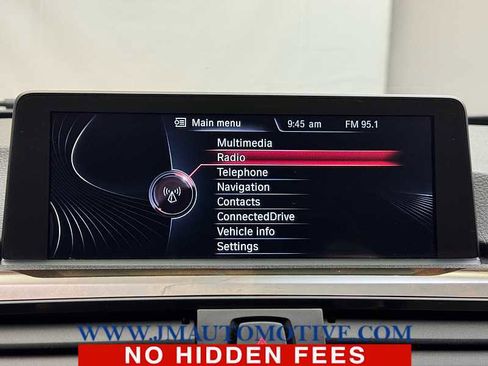 Main menu 9:45 am FM 95.1
Multimedia
Radio
Telephone
Navigation
Contacts
ConnectedDrive
Vehicle info
Settings
WWW.JMAUTOMOTIVE.COM
NO HIDDEN FEES